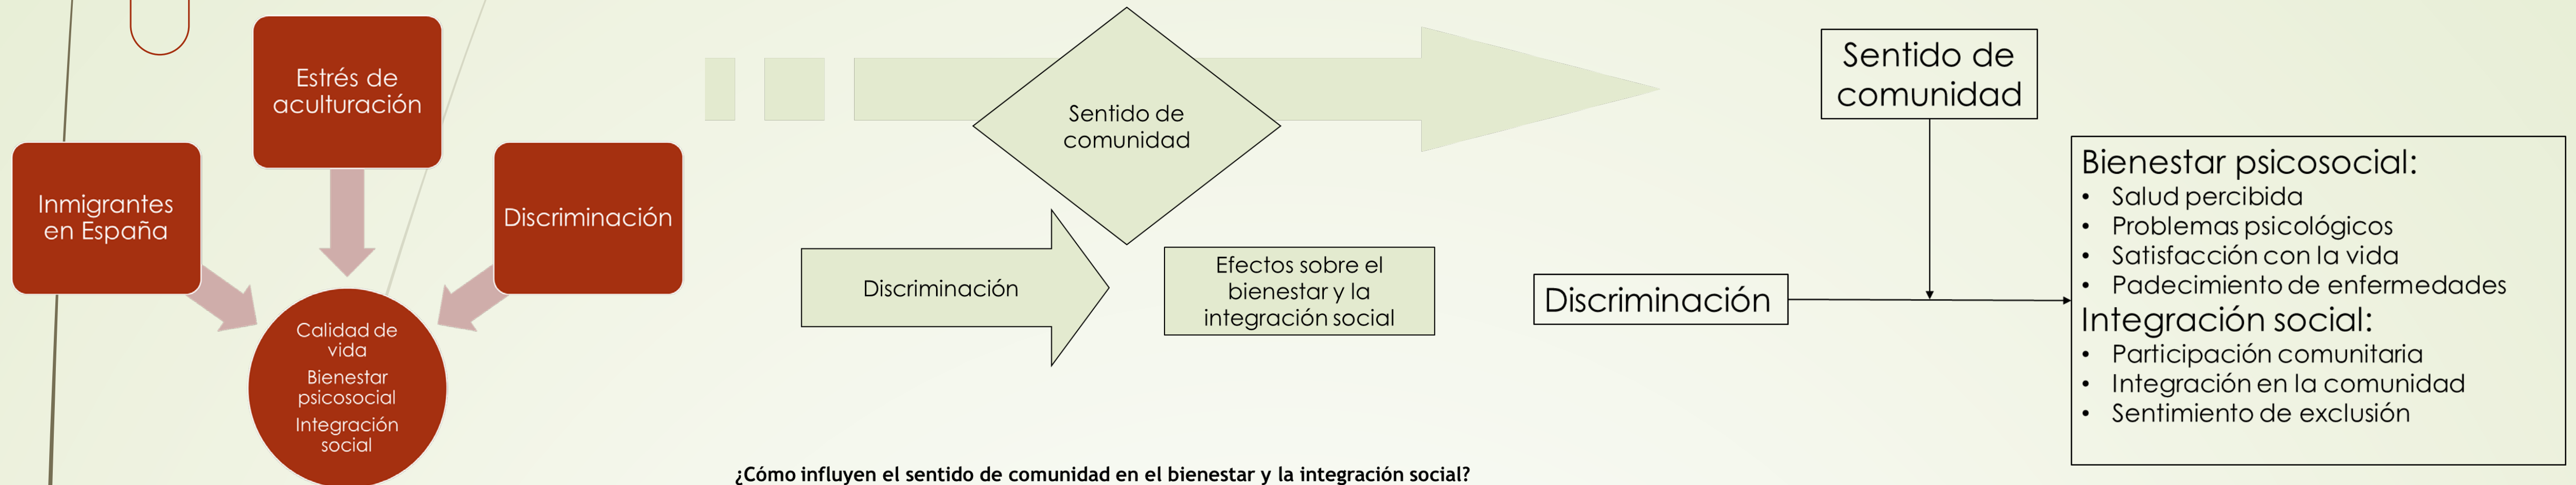 Estrés de
aculturación
Inmigrantes
en España
Discriminación
Calidad de
vida
Bienestar
psicosocial
Integración
social
Sentido de
comunidad
Discriminación
Efectos sobre el
bienestar y la
integración social
¿Cómo influyen el sentido de comunidad en el bienestar y la integración social?
Sentido de
comunidad
Discriminación
Bienestar psicosocial:
• Salud percibida
• Problemas psicológicos
• Satisfacción con la vida
• Padecimiento de enfermedades
Integración social:
• Participación comunitaria
• Integración en la comunidad
• Sentimiento de exclusión